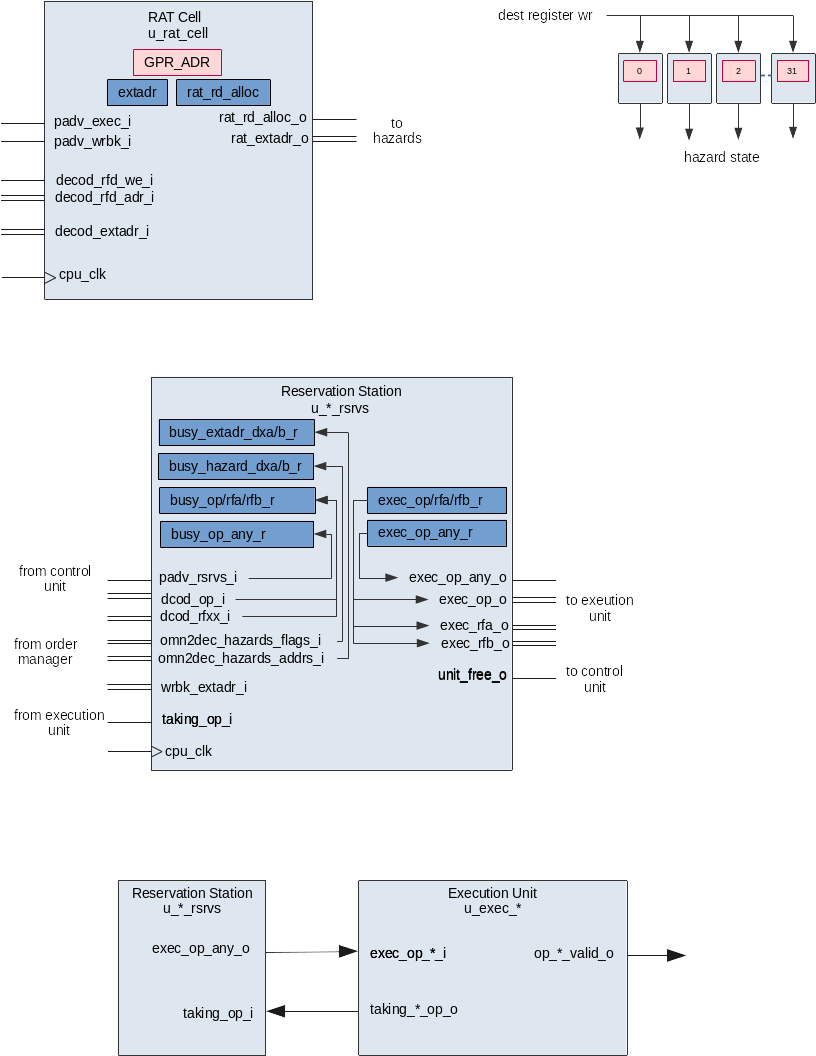 RAT Cell
u_rat_cell
GPR_ADR
extadr
rat_rd_alloc
padv_exec_i
padv_wrbk_i
decod_rfd_we_i
decod_rfd_adr_i
decod_extadr_i
cpu_clk
rat_rd_alloc_o
rat_extadr_o
to
hazards
dest register wr
0
1
2
31
hazard state
Reservation Station
u_*_rsrvs
busy_extadr_dxa/b_r
busy_hazard_dxa/b_r
busy_op/rfa/rfb_r
busy_op_any_r
exec_op/rfa/rfb_r
exec_op_any_r
from control
unit
from order
manager
from execution
unit
padv_rsrvs_i
dcod_op_i
dcod_rfxx_i
omn2dec_hazards_flags_i
omn2dec_hazards_addrs_i
wrbk_extadr_i
taking_op_i
cpu_clk
exec_op_any_o
exec_op_o
exec_rfa_o
exec_rfb_o
unit_free_o
to exeution
unit
to control
unit
Reservation Station
u_*_rsrvs
exec_op_any_o
taking_op_i
Execution Unit
u_exec_*
exec_op_*_i
op_*_valid_o
taking_*_op_o